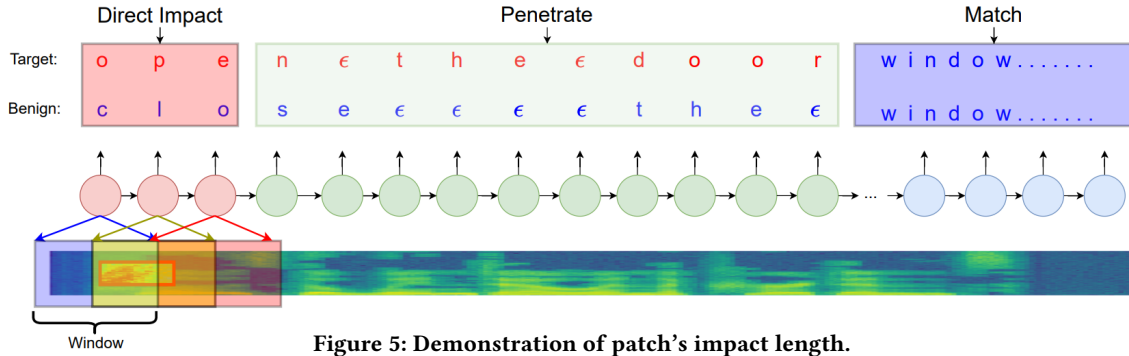 Direct Impact Penetrate Match
Target: o p e n ϵ t h e ϵ d o o r w i n d o w . . . . . . .
Benign: c l o s e ϵ ϵ ϵ ϵ t h e ϵ w i n d o w . . . . . . .
...
Window
Figure 5: Demonstration of patch's impact length.